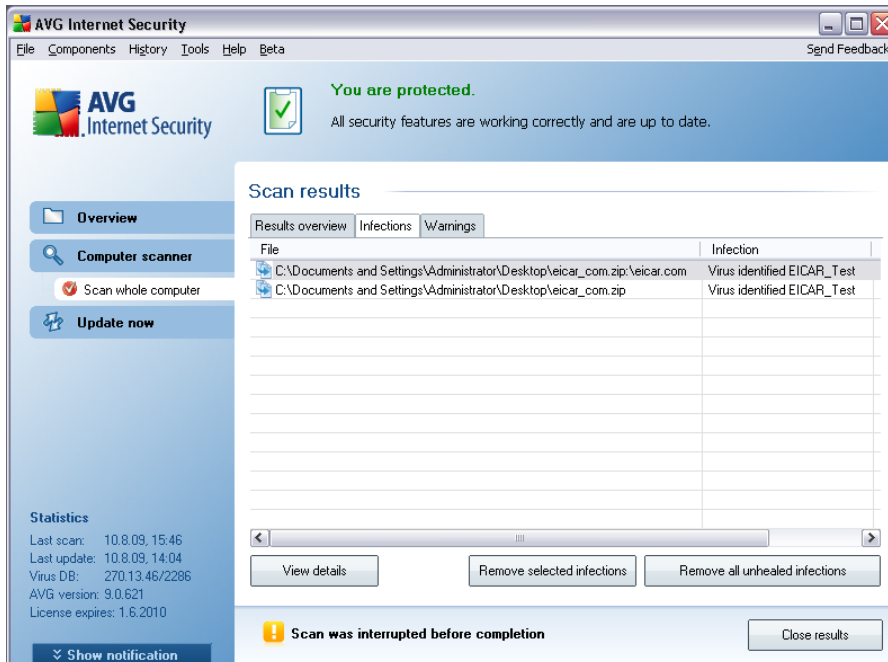 AVG Internet Security
File Components History Tools Help Beta
Send Feedback
AVG
Internet Security
You are protected.
All security features are working correctly and are up to date.
Overview
Computer scanner
Scan whole computer
Update now
Scan results
Results overview Infections Warnings
File Infection
C:\Documents and Settings\Administrator\Desktop\eicar_com.zip:\eicar.com Virus identified EICAR_Test
C:\Documents and Settings\Administrator\Desktop\eicar_com.zip Virus identified EICAR_Test
Statistics
Last scan: 10.8.09, 15:46
Last update: 10.8.09, 14:04
Virus DB: 270.13.46/2286
AVG version: 9.0.621
License expires: 1.6.2010
Show notification
View details Remove selected infections Remove all unhealed infections
Scan was interrupted before completion
Close results